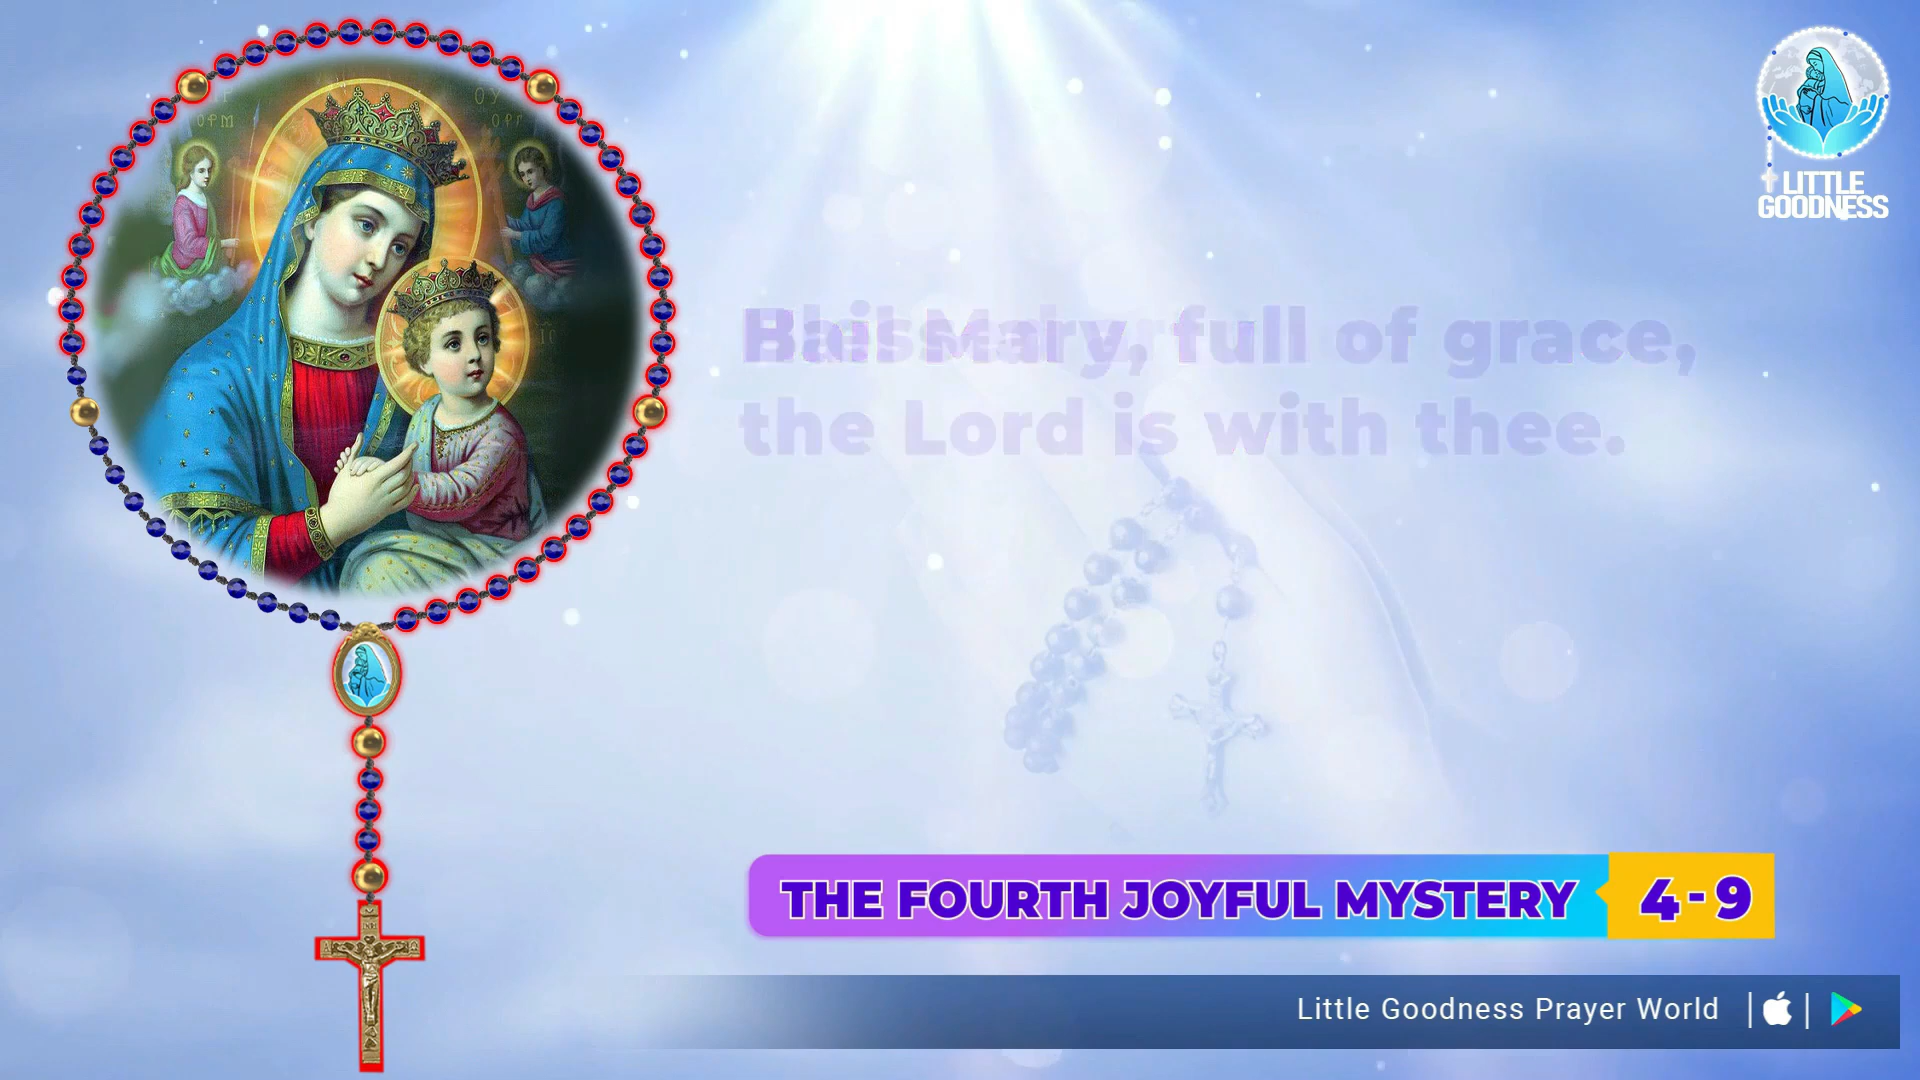 LITTLE
GOODNESS
Hail Mary, full of grace,
the Lord is with thee.
THE FOURTH JOYFUL MYSTERY 4-9
Little Goodness Prayer World